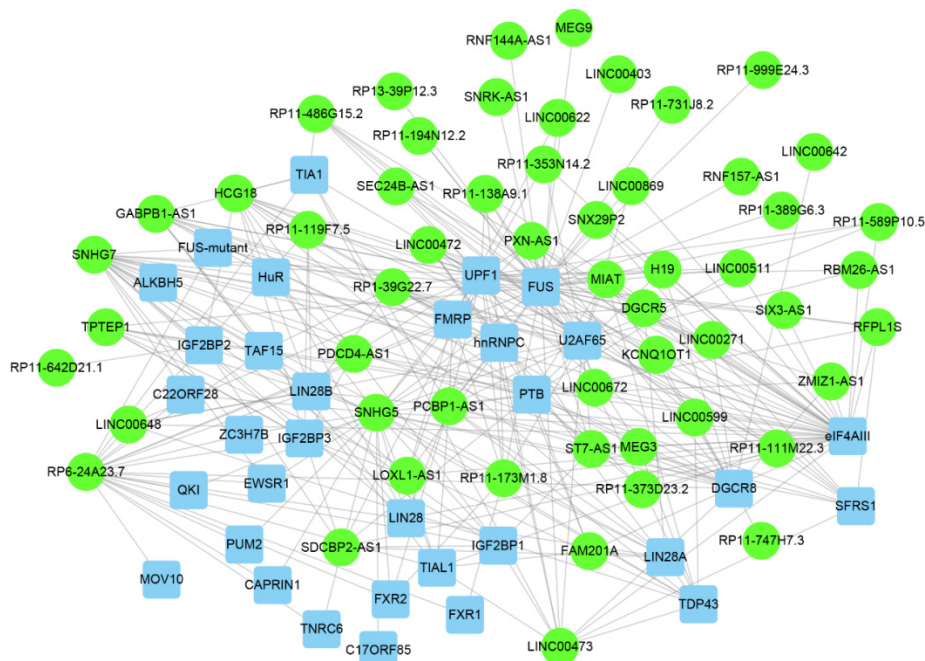 MEG9
RNF144A-AS1
LINC00403
RP11-999E24.3
RP13-39P12.3
SNRK-AS1
RP11-731J8.2
RP11-486G15.2
LINC00622
RP11-194N12.2
LINC00642
RP11-353N14.2
TIA1
RNF157-AS1
HCG18
SEC24B-AS1
RP11-138A9.1
LINC00869
GABPB1-AS1
SNX29P2
RP11-389G6.3
RP11-589P10.5
RP11-119F7.5
FUS-mutant
LINC00472
PXN-AS1
SNHG7
H19
LINC00511
RBM26-AS1
ALKBH5
HuR
UPF1
FUS
MIAT
RP1-39G22.7
DGCR5
SIX3-AS1
TPTEP1
FMRP
RFPL1S
IGF2BP2
TAF15
hnRNPC
U2AF65
LINC00271
PDCD4-AS1
KCNQ1OT1
RP11-642D21.1
C22ORF28
LIN28B
ZMIZ1-AS1
LINC00672
PTB
SNHG5
PCBP1-AS1
LINC00599
LINC00648
ZC3H7B
IGF2BP3
eIF4AIII
ST7-AS1
MEG3
RP11-111M22.3
RP6-24A23.7
LOXL1-AS1
RP11-173M1.8
QKI
EWSR1
RP11-373D23.2
DGCR8
SFRS1
LIN28
PUM2
SDCBP2-AS1
IGF2BP1
FAM201A
LIN28A
RP11-747H7.3
MOV10
CAPRIN1
TIAL1
FXR2
TDP43
FXR1
TNRC6
LINC00473
C17ORF85